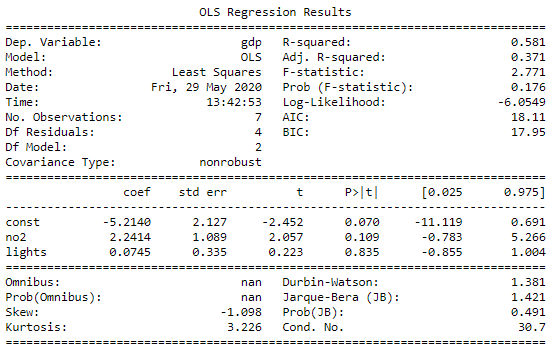 OLS Regression Results
==============================================================================
Dep. Variable:                    gdp   R-squared:                       0.581
Model:                            OLS   Adj. R-squared:                  0.371
Method:                 Least Squares   F-statistic:                     2.771
Date:                Fri, 29 May 2020   Prob (F-statistic):              0.176
Time:                        13:42:53   Log-Likelihood:                -6.0549
No. Observations:                   7   AIC:                             18.11
Df Residuals:                       4   BIC:                             17.95
Df Model:                           2
Covariance Type:            nonrobust
==============================================================================
                 coef    std err          t      P>|t|      [0.025      0.975]
------------------------------------------------------------------------------
const         -5.2140      2.127     -2.452      0.070     -11.119       0.691
no2            2.2414      1.089      2.057      0.109      -0.783       5.266
lights         0.0745      0.335      0.223      0.835      -0.855       1.004
==============================================================================
Omnibus:                          nan   Durbin-Watson:                   1.381
Prob(Omnibus):                    nan   Jarque-Bera (JB):                1.421
Skew:                          -1.098   Prob(JB):                        0.491
Kurtosis:                       3.226   Cond. No.                         30.7
==============================================================================